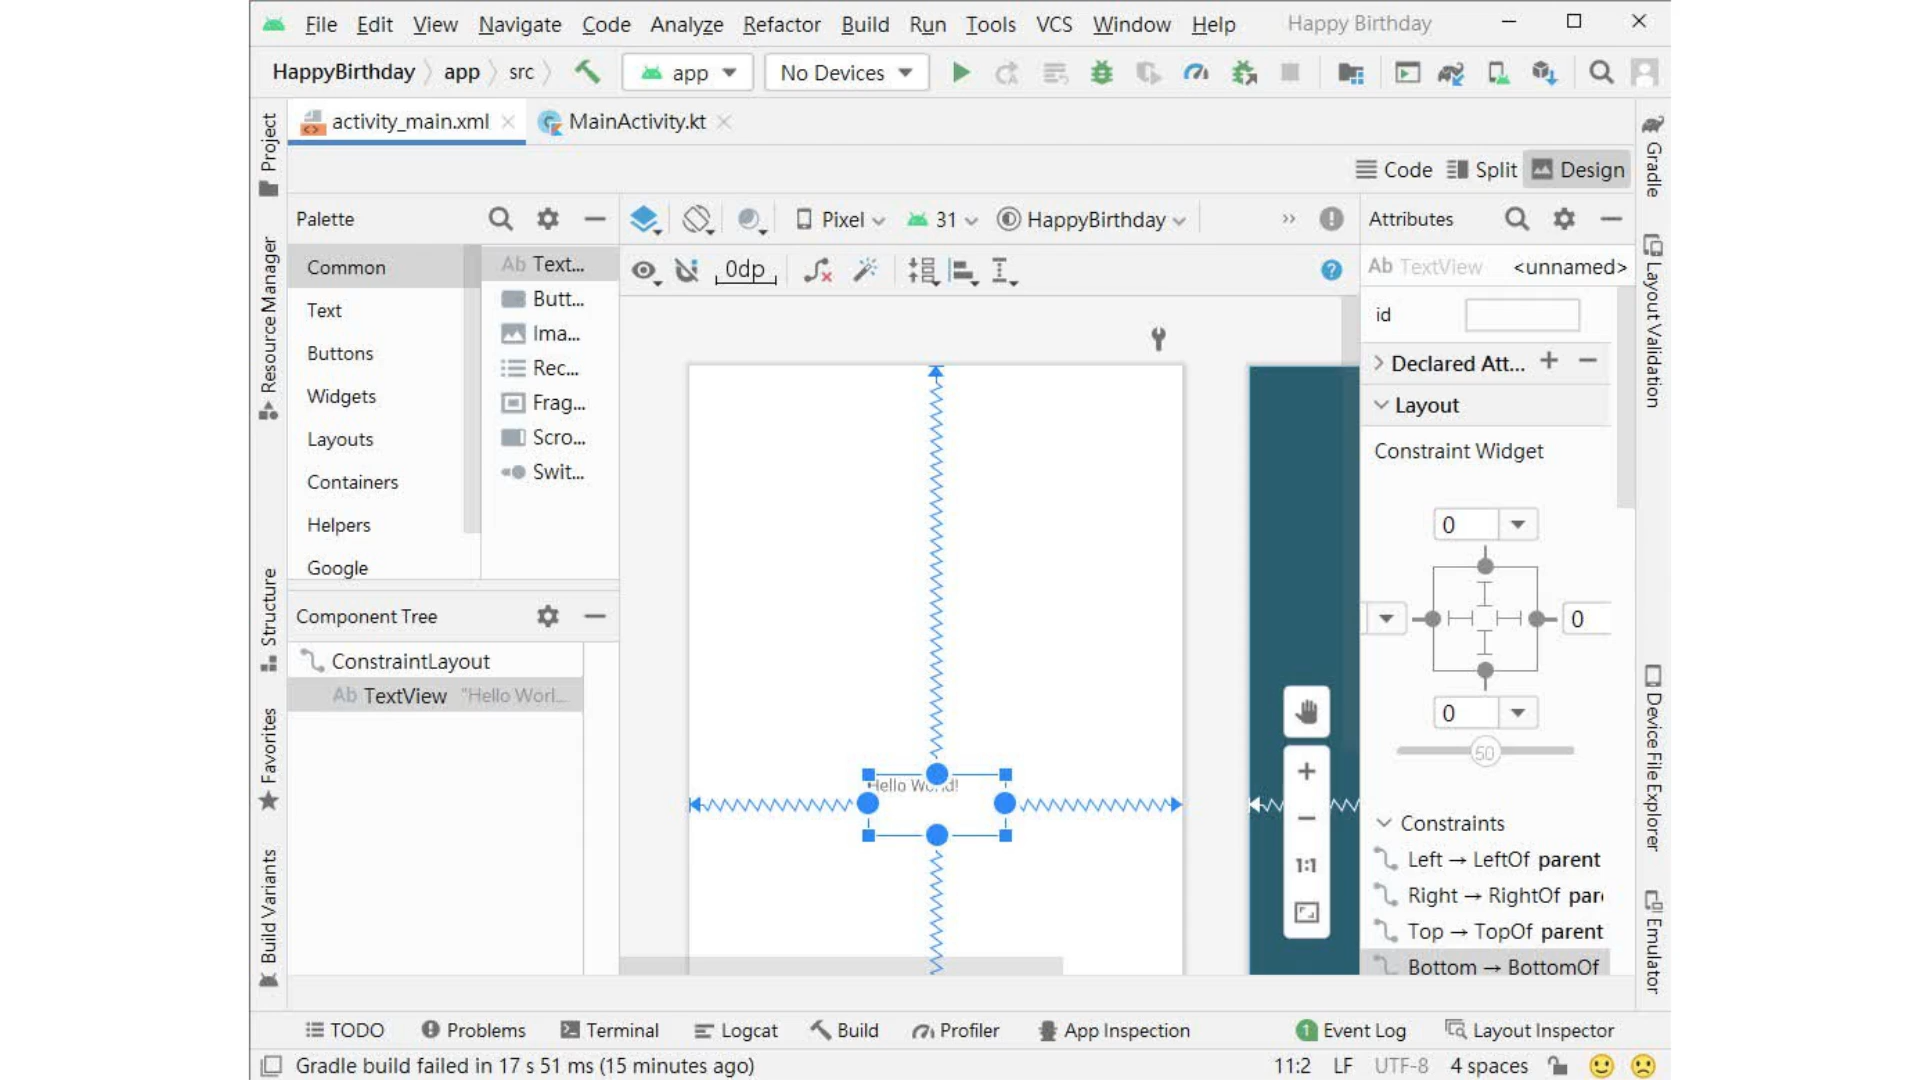 File Edit View Navigate Code Analyze Refactor Build Run Tools VCS Window Help Happy Birthday
HappyBirthday app src app No Devices
activity_main.xml MainActivity.kt
Code Split Design
Palette
Pixel 31 HappyBirthday
Attributes
0dp
Common
Text
Buttons
Widgets
Layouts
Containers
Helpers
Google
Ab Text...
Butt...
Ima...
Rec...
Frag...
Scro...
Swit...
Component Tree
ConstraintLayout
Ab TextView "Hello Worl...
Hello World!
1:1
Ab TextView <unnamed>
id
Declared Att...
Layout
Constraint Widget
0
0
0
50
Constraints
Left → LeftOf parent
Right → RightOf par
Top → TopOf parent
Bottom → BottomOf
Project
Resource Manager
Structure
Favorites
Build Variants
Gradle
Layout Validation
Device File Explorer
Emulator
TODO Problems Terminal Logcat Build Profiler App Inspection 1 Event Log Layout Inspector
Gradle build failed in 17 s 51 ms (15 minutes ago) 11:2 LF UTF-8 4 spaces